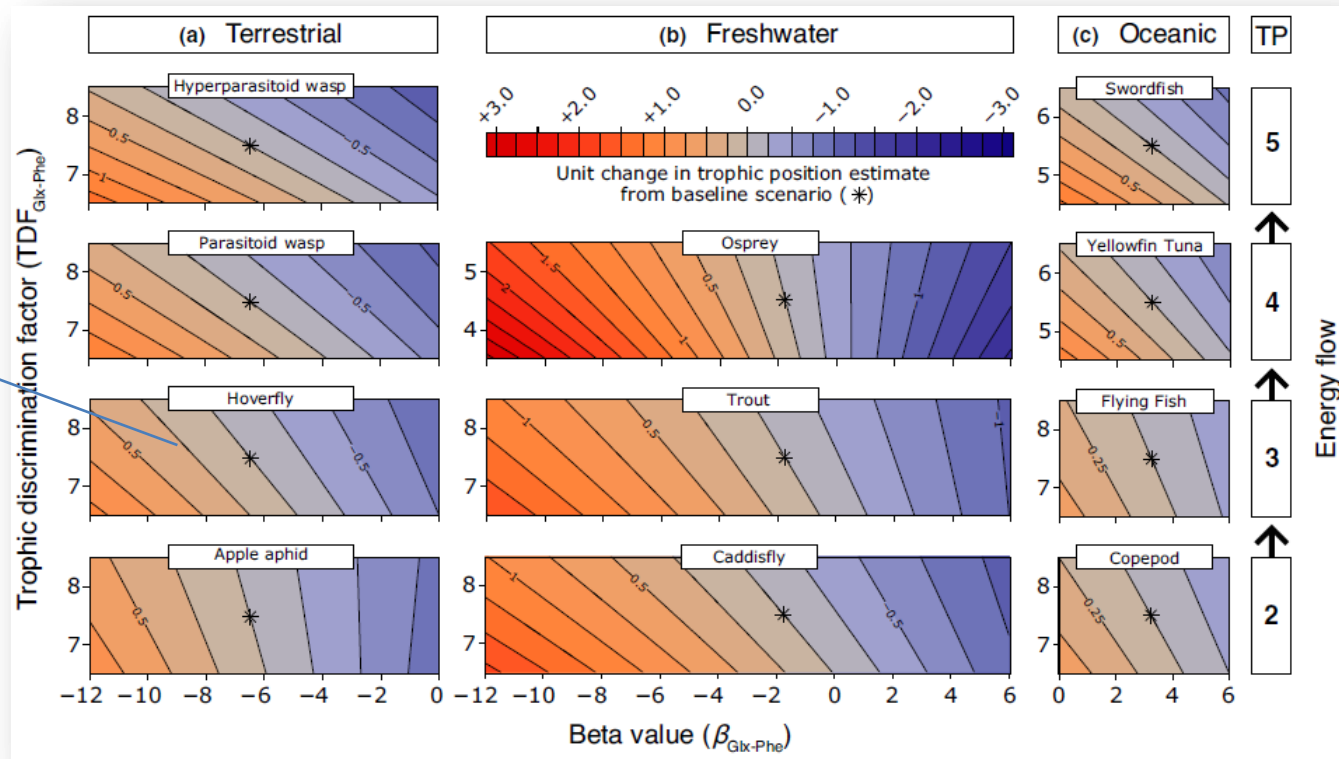 (a) Terrestrial
(b) Freshwater
(c) Oceanic
TP
Trophic discrimination factor (TDF Glx-Phe)
Hyperparasitoid wasp
8
7
0.5
1
-0.5
Parasitoid wasp
8
7
0.5
-0.5
Hoverfly
8
7
0.5
-0.5
Apple aphid
8
7
0.5
-12 -10 -8 -6 -4 -2 0
+3.0 +2.0 +1.0 0.0 -1.0 -2.0 -3.0
Unit change in trophic position estimate
from baseline scenario ( * )
Osprey
5
4
2
1.5
1
0.5
1
Trout
8
7
1
0.5
-1
Caddisfly
8
7
1
0.5
-0.5
-12 -10 -8 -6 -4 -2 0 2 4 6
Swordfish
6
5
0.5
Yellowfin Tuna
6
5
0.5
Flying Fish
8
7
0.25
Copepod
8
7
0.25
0 2 4 6
5
4
3
2
Energy flow
Beta value (β Glx-Phe)